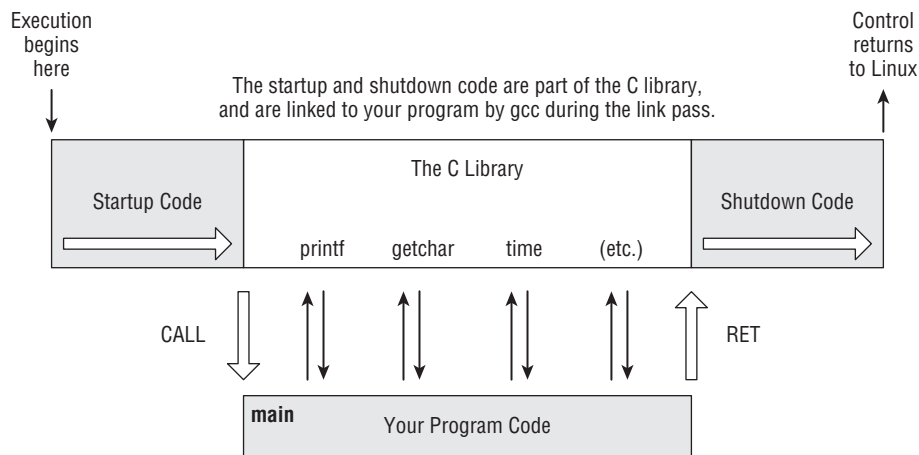 Execution
begins
here
Control
returns
to Linux
The startup and shutdown code are part of the C library,
and are linked to your program by gcc during the link pass.
The C Library
Startup Code
Shutdown Code
printf getchar time (etc.)
CALL
RET
main
Your Program Code